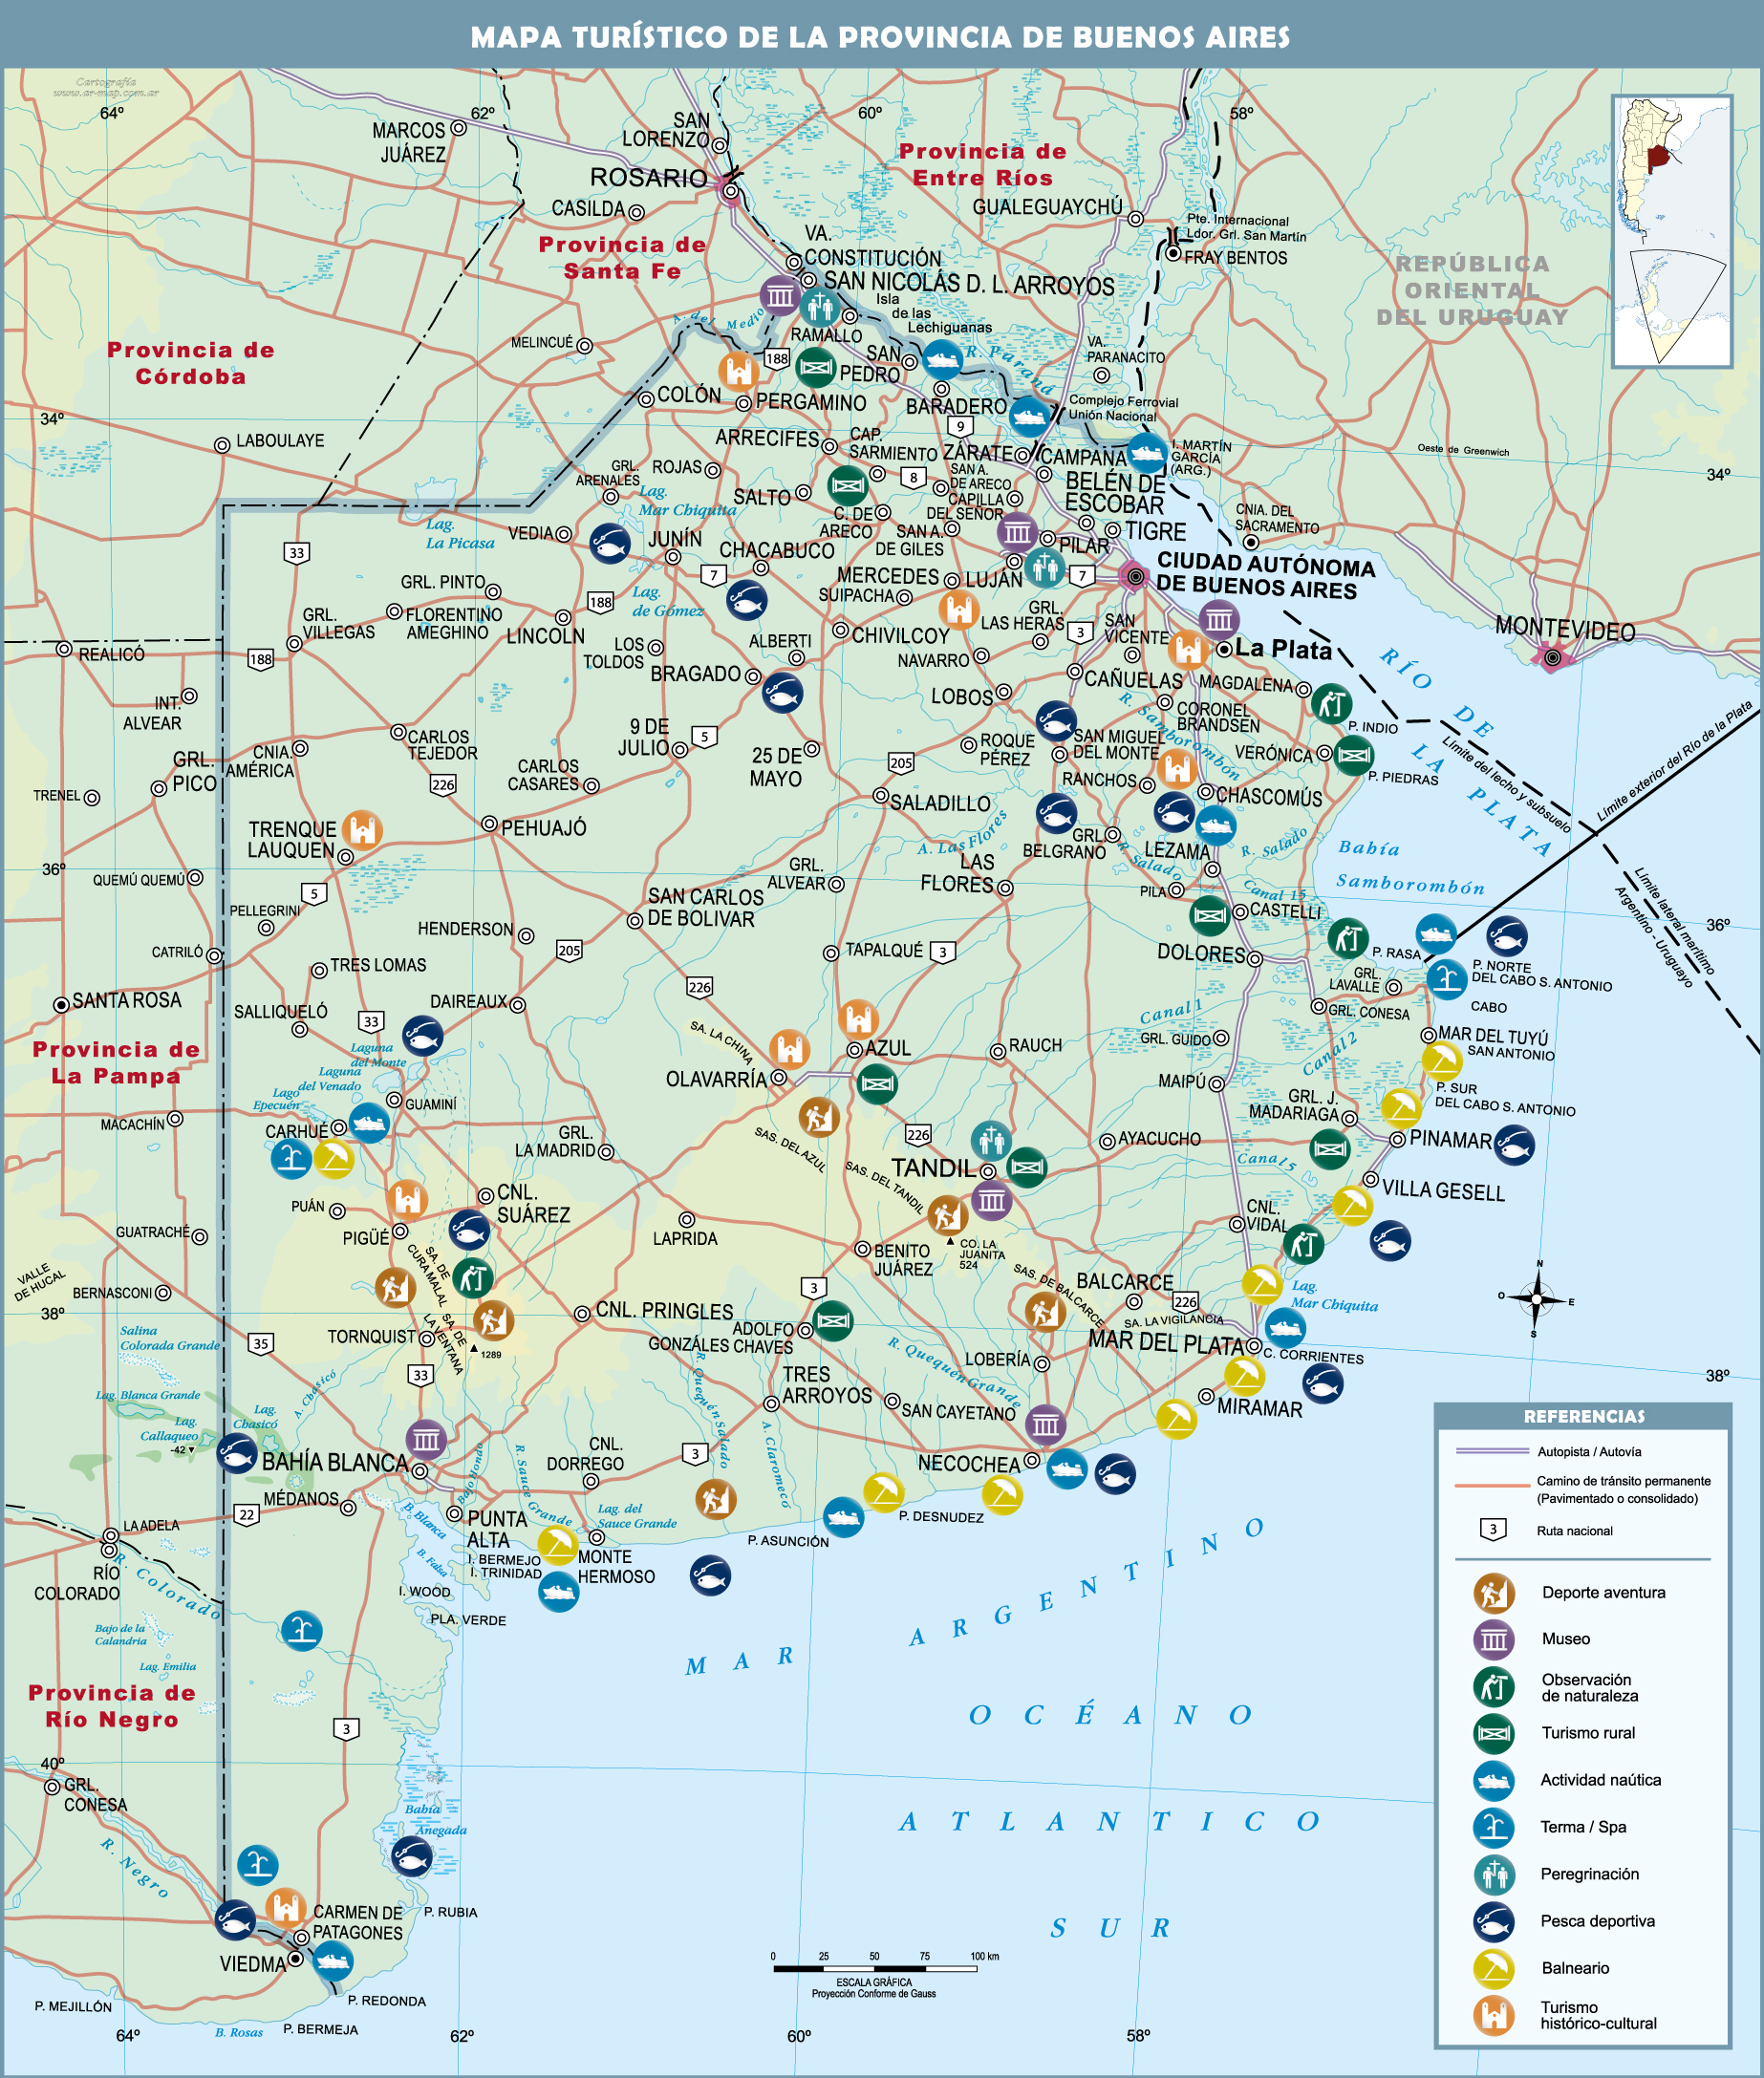 MAPA TURÍSTICO DE LA PROVINCIA DE BUENOS AIRES
Cartografía
www.ar-map.com.ar
64º
62º
60º
58º
MARCOS
JUÁREZ
SAN
LORENZO
ROSARIO
CASILDA
Provincia de
Santa Fe
Provincia de
Entre Ríos
GUALEGUAYCHÚ
Pte. Internacional
Ldor. Grl. San Martín
FRAY BENTOS
REPÚBLICA
ORIENTAL
DEL URUGUAY
VA.
CONSTITUCIÓN
SAN NICOLÁS D. L. ARROYOS
Isla
de las
Lechiguanas
A. del Medio
RAMALLO
MELINCUÉ
188
SAN
PEDRO
R. Paraná
VA.
PARANACITO
Provincia de
Córdoba
COLÓN
PERGAMINO
BARADERO
Complejo Ferrovial
Unión Nacional
34º
LABOULAYE
ARRECIFES
CAP.
SARMIENTO
9
ZÁRATE
CAMPANA
I. MARTÍN
GARCÍA
(ARG.)
Oeste de Greenwich
34º
GRL.
ARENALES
ROJAS
Lag.
Mar Chiquita
SALTO
8
SAN A.
DE ARECO
CAPILLA
DEL SEÑOR
BELÉN DE
ESCOBAR
C. DE
ARECO
SAN A.
DE GILES
TIGRE
CNIA. DEL
SACRAMENTO
Lag.
La Picasa
VEDIA
JUNÍN
CHACABUCO
PILAR
33
CIUDAD AUTÓNOMA
DE BUENOS AIRES
GRL. PINTO
7
MERCEDES
LUJÁN
7
SUIPACHA
188
Lag.
de Gómez
GRL.
VILLEGAS
FLORENTINO
AMEGHINO
LINCOLN
LOS
TOLDOS
ALBERTI
CHIVILCOY
GRL.
LAS HERAS
3
SAN
VICENTE
La Plata
MONTEVIDEO
REALICÓ
188
BRAGADO
NAVARRO
CAÑUELAS
MAGDALENA
RÍO DE LA PLATA
INT.
ALVEAR
LOBOS
R. Samborombón
CORONEL
BRANDSEN
P. INDIO
CARLOS
TEJEDOR
9 DE
JULIO
5
25 DE
MAYO
ROQUE
PÉREZ
SAN MIGUEL
DEL MONTE
VERÓNICA
P. PIEDRAS
Límite del lecho y subsuelo
Límite exterior del Río de la Plata
GRL.
PICO
CNIA.
AMÉRICA
226
CARLOS
CASARES
205
RANCHOS
TRENEL
SALADILLO
CHASCOMÚS
TRENQUE
LAUQUEN
PEHUAJÓ
A. Las Flores
GRL
BELGRANO
R. Salado
LEZAMA
R. Salado
Bahía
Samborombón
36º
QUEMÚ QUEMÚ
GRL.
ALVEAR
LAS
FLORES
PILA
Canal 15
Límite lateral marítimo
Argentino - Uruguayo
5
PELLEGRINI
SAN CARLOS
DE BOLIVAR
CASTELLI
36º
HENDERSON
CATRILÓ
205
TAPALQUÉ
3
DOLORES
P. RASA
TRES LOMAS
P. NORTE
DEL CABO S. ANTONIO
226
GRL.
LAVALLE
CABO
SANTA ROSA
SALLIQUELÓ
DAIREAUX
33
Canal 1
GRL. CONESA
SA. LA CHINA
Provincia de
La Pampa
Laguna
del Monte
AZUL
RAUCH
GRL. GUIDO
Canal 2
MAR DEL TUYÚ
SAN ANTONIO
Laguna
del Venado
OLAVARRÍA
MAIPÚ
Lago
Epecuén
GUAMINÍ
P. SUR
DEL CABO S. ANTONIO
GRL. J.
MADARIAGA
MACACHÍN
CARHUÉ
GRL.
LA MADRID
SAS. DEL AZUL
226
AYACUCHO
PINAMAR
SAS. DEL TANDIL
TANDIL
Canal 5
PUÁN
CNL.
SUÁREZ
VILLA GESELL
GUATRACHÉ
PIGÜÉ
LAPRIDA
BENITO
JUÁREZ
CO. LA
JUANITA
524
CNL.
VIDAL
VALLE
DE HUCAL
BERNASCONI
SA. DE
CURA MALAL
SAS. DE BALCARCE
3
BALCARCE
226
Lag.
Mar Chiquita
N
O
E
S
38º
CNL. PRINGLES
SA. DE
LA VENTANA
1289
TORNQUIST
ADOLFO
GONZÁLES CHAVES
SA. LA VIGILANCIA
MAR DEL PLATA
C. CORRIENTES
Salina
Colorada Grande
35
33
R. Quequén Grande
LOBERÍA
38º
Lag. Blanca Grande
A. Chasicó
R. Quequén Salado
TRES
ARROYOS
SAN CAYETANO
MIRAMAR
Lag.
Chasicó
Lag.
Callaqueo
-42
BAHÍA BLANCA
Bajo Hondo
R. Sauce Grande
CNL.
DORREGO
3
A. Claromecó
NECOCHEA
MÉDANOS
22
B. Blanca
PUNTA
ALTA
Lag. del
Sauce Grande
P. DESNUDEZ
LA ADELA
P. ASUNCIÓN
RÍO
COLORADO
R. Colorado
B. Falsa
I. BERMEJO
I. TRINIDAD
MONTE
HERMOSO
I. WOOD
PLA. VERDE
Bajo de la
Calandria
Lag. Emilia
Provincia de
Río Negro
3
MAR ARGENTINO
OCÉANO
ATLANTICO
SUR
40º
GRL.
CONESA
Bahía
Anegada
R. Negro
CARMEN DE
PATAGONES
P. RUBIA
VIEDMA
P. MEJILLÓN
P. REDONDA
B. Rosas
P. BERMEJA
0 25 50 75 100 km
ESCALA GRÁFICA
Proyección Conforme de Gauss
64º
62º
60º
58º
REFERENCIAS
Autopista / Autovía
Camino de tránsito permanente
(Pavimentado o consolidado)
3
Ruta nacional
Deporte aventura
Museo
Observación
de naturaleza
Turismo rural
Actividad naútica
Terma / Spa
Peregrinación
Pesca deportiva
Balneario
Turismo
histórico-cultural